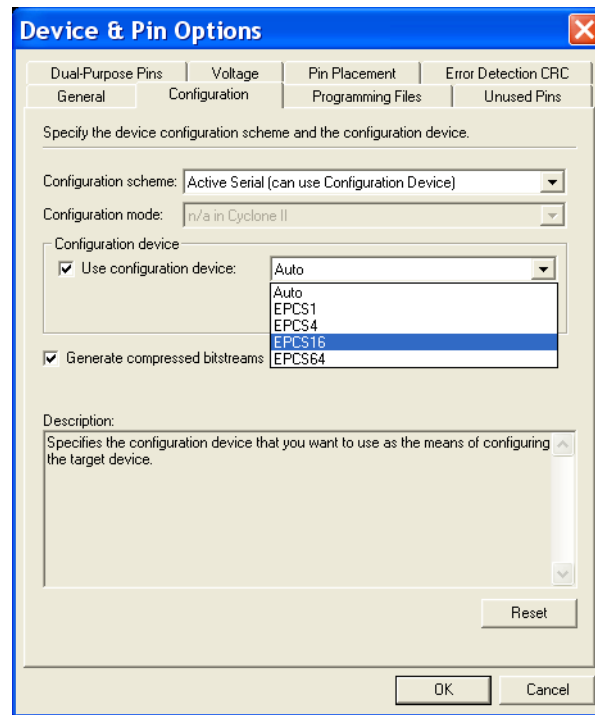 Device & Pin Options
Dual-Purpose Pins Voltage Pin Placement Error Detection CRC
General Configuration Programming Files Unused Pins
Specify the device configuration scheme and the configuration device.
Configuration scheme: Active Serial (can use Configuration Device)
Configuration mode: n/a in Cyclone II
Configuration device
Use configuration device: Auto
Auto
EPCS1
EPCS4
EPCS16
Generate compressed bitstreams EPCS64
Description:
Specifies the configuration device that you want to use as the means of configuring
the target device.
Reset
OK Cancel